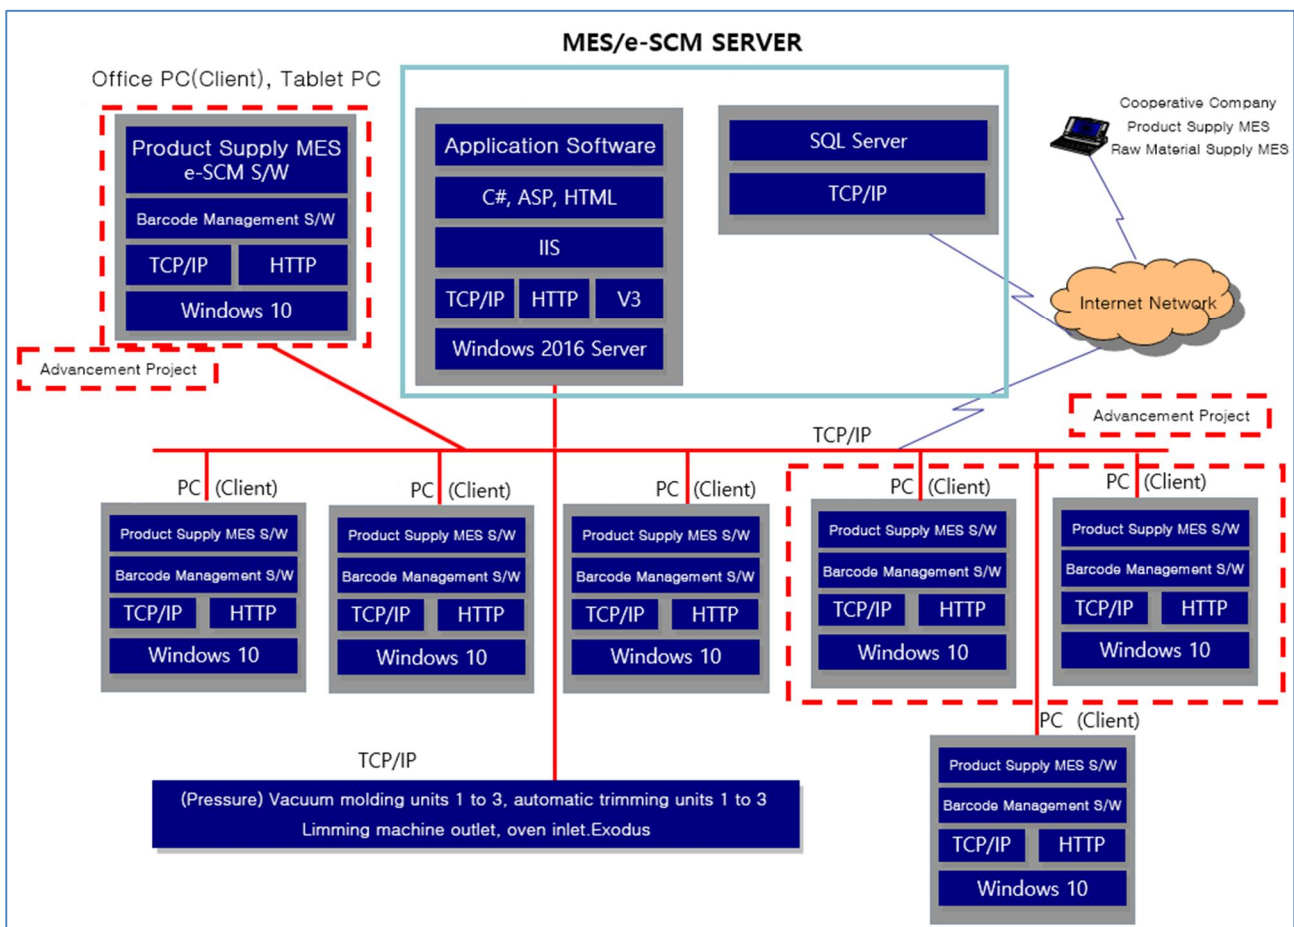 MES/e-SCM SERVER
Office PC(Client), Tablet PC
Product Supply MES
e-SCM S/W
Barcode Management S/W
TCP/IP
HTTP
Windows 10
Advancement Project
Application Software
C#, ASP, HTML
IIS
TCP/IP
HTTP
V3
Windows 2016 Server
SQL Server
TCP/IP
Cooperative Company
Product Supply MES
Raw Material Supply MES
Internet Network
Advancement Project
TCP/IP
PC (Client)
Product Supply MES S/W
Barcode Management S/W
TCP/IP
HTTP
Windows 10
PC (Client)
Product Supply MES S/W
Barcode Management S/W
TCP/IP
HTTP
Windows 10
PC (Client)
Product Supply MES S/W
Barcode Management S/W
TCP/IP
HTTP
Windows 10
PC (Client)
Product Supply MES S/W
Barcode Management S/W
TCP/IP
HTTP
Windows 10
PC (Client)
Product Supply MES S/W
Barcode Management S/W
TCP/IP
HTTP
Windows 10
TCP/IP
(Pressure) Vacuum molding units 1 to 3, automatic trimming units 1 to 3
Limming machine outlet, oven inlet.Exodus
PC (Client)
Product Supply MES S/W
Barcode Management S/W
TCP/IP
HTTP
Windows 10